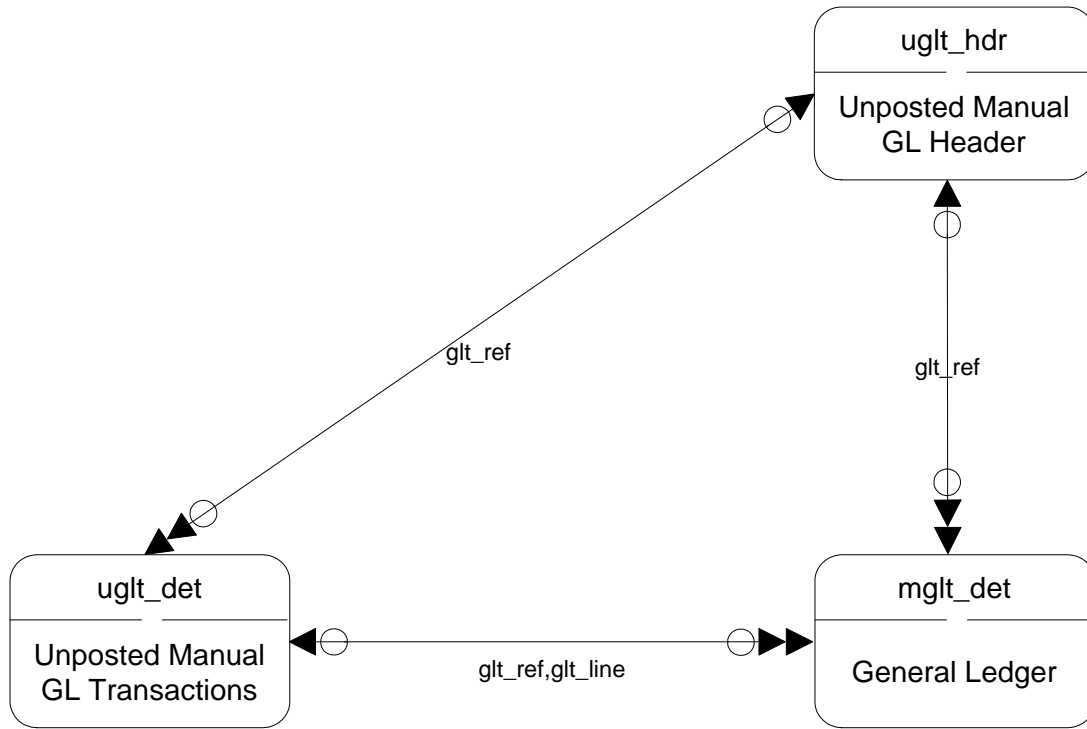 uglt_hdr
Unposted Manual
GL Header
glt_ref
glt_ref
uglt_det
Unposted Manual
GL Transactions
glt_ref,glt_line
mglt_det
General Ledger